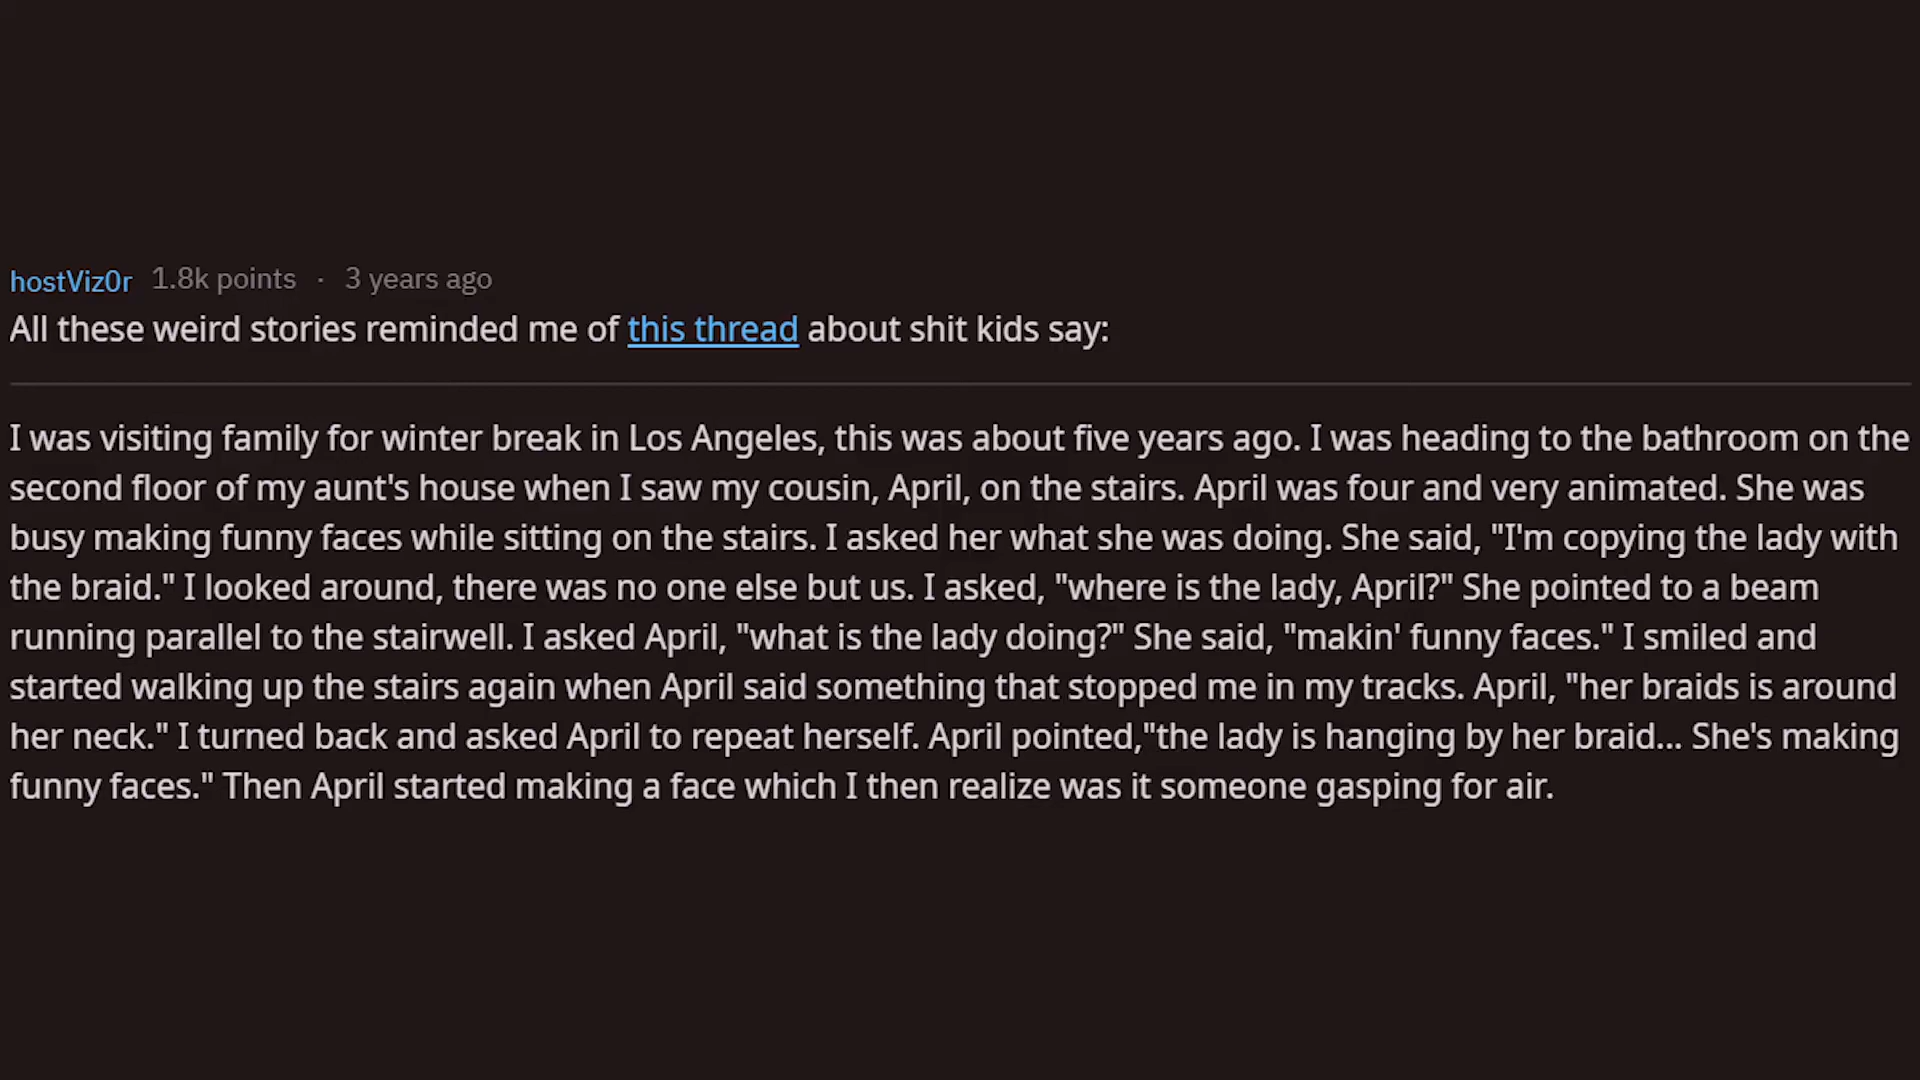 hostViz0r 1.8k points · 3 years ago
All these weird stories reminded me of this thread about shit kids say:
I was visiting family for winter break in Los Angeles, this was about five years ago. I was heading to the bathroom on the
second floor of my aunt's house when I saw my cousin, April, on the stairs. April was four and very animated. She was
busy making funny faces while sitting on the stairs. I asked her what she was doing. She said, "I'm copying the lady with
the braid." I looked around, there was no one else but us. I asked, "where is the lady, April?" She pointed to a beam
running parallel to the stairwell. I asked April, "what is the lady doing?" She said, "makin' funny faces." I smiled and
started walking up the stairs again when April said something that stopped me in my tracks. April, "her braids is around
her neck." I turned back and asked April to repeat herself. April pointed,"the lady is hanging by her braid... She's making
funny faces." Then April started making a face which I then realize was it someone gasping for air.